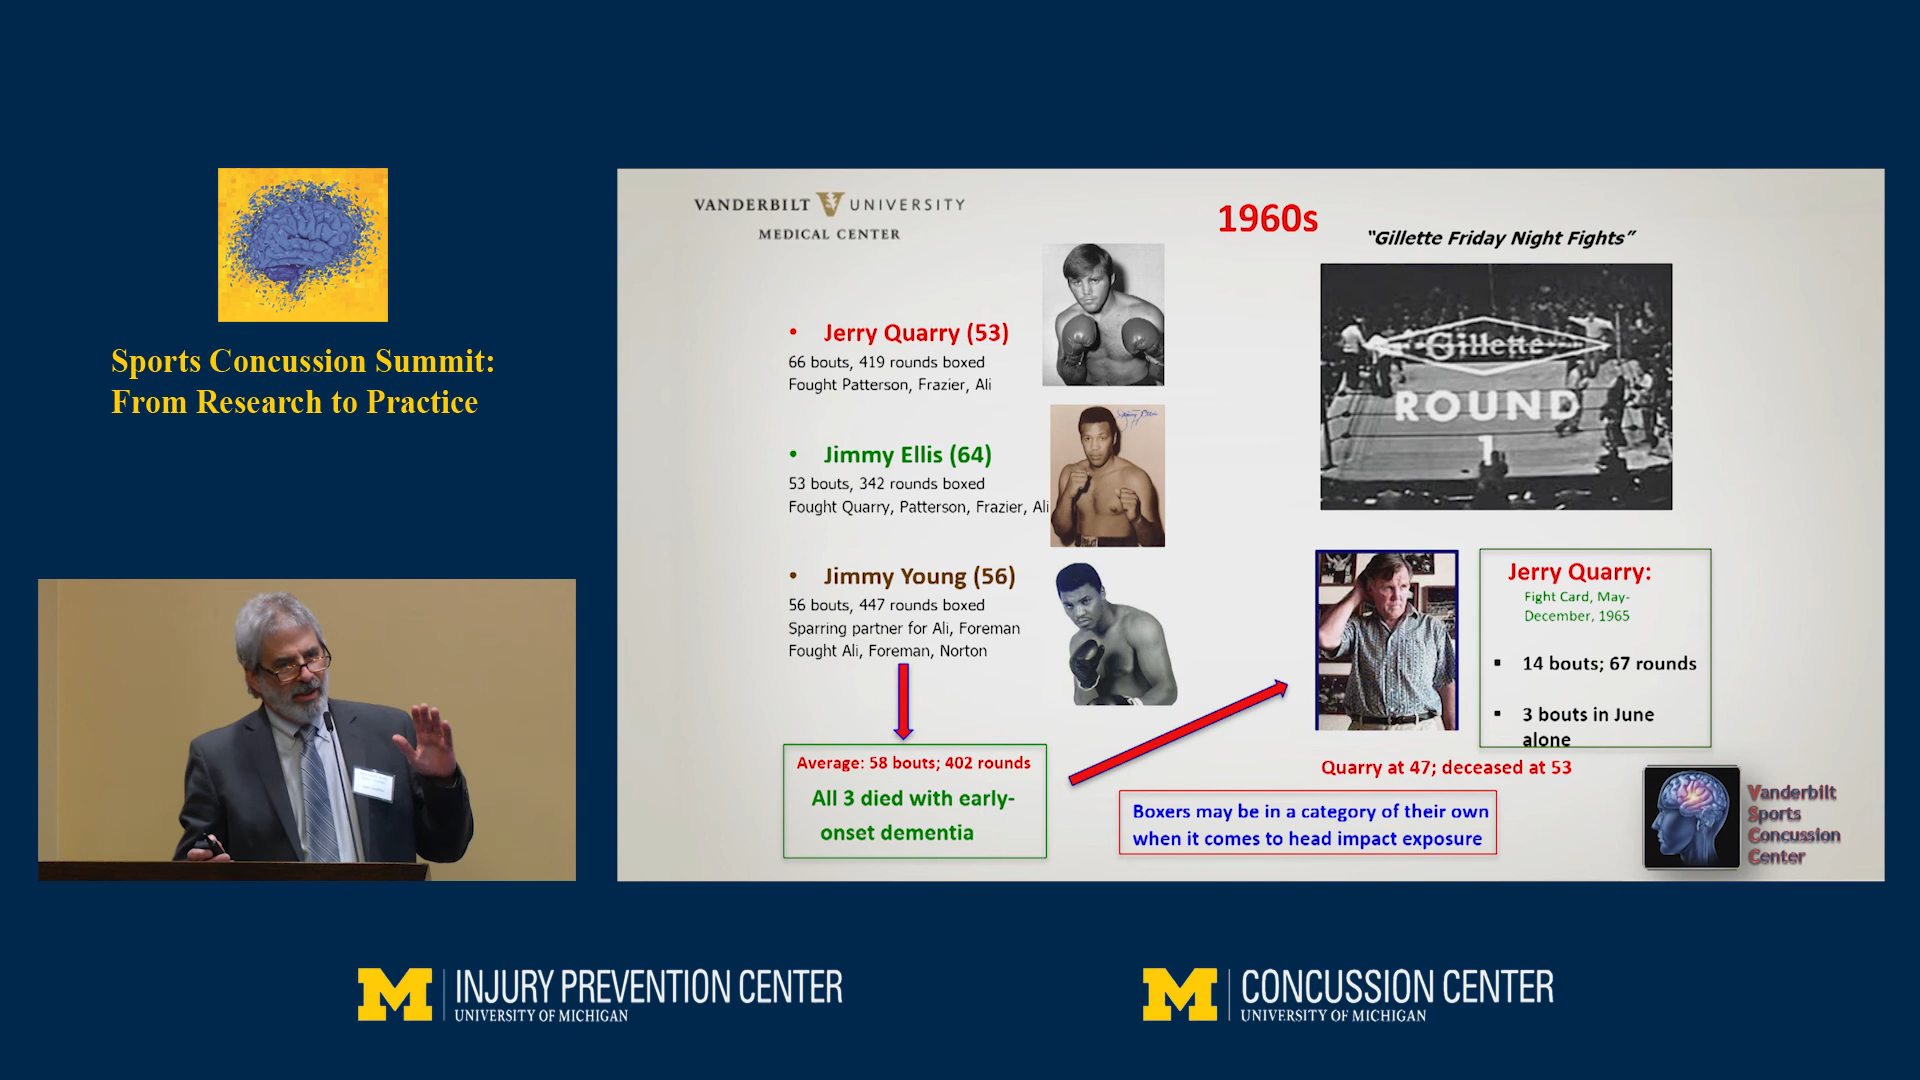 Sports Concussion Summit:
From Research to Practice
VANDERBILT UNIVERSITY
MEDICAL CENTER
1960s
"Gillette Friday Night Fights"
• Jerry Quarry (53)
66 bouts, 419 rounds boxed
Fought Patterson, Frazier, Ali
• Jimmy Ellis (64)
53 bouts, 342 rounds boxed
Fought Quarry, Patterson, Frazier, Ali
• Jimmy Young (56)
56 bouts, 447 rounds boxed
Sparring partner for Ali, Foreman
Fought Ali, Foreman, Norton
Average: 58 bouts; 402 rounds
All 3 died with early-
onset dementia
Gillette
ROUND
1
Jerry Quarry:
Fight Card, May-
December, 1965
▪ 14 bouts; 67 rounds
▪ 3 bouts in June
alone
Quarry at 47; deceased at 53
Boxers may be in a category of their own
when it comes to head impact exposure
Vanderbilt
Sports
Concussion
Center
M INJURY PREVENTION CENTER
UNIVERSITY OF MICHIGAN
M CONCUSSION CENTER
UNIVERSITY OF MICHIGAN